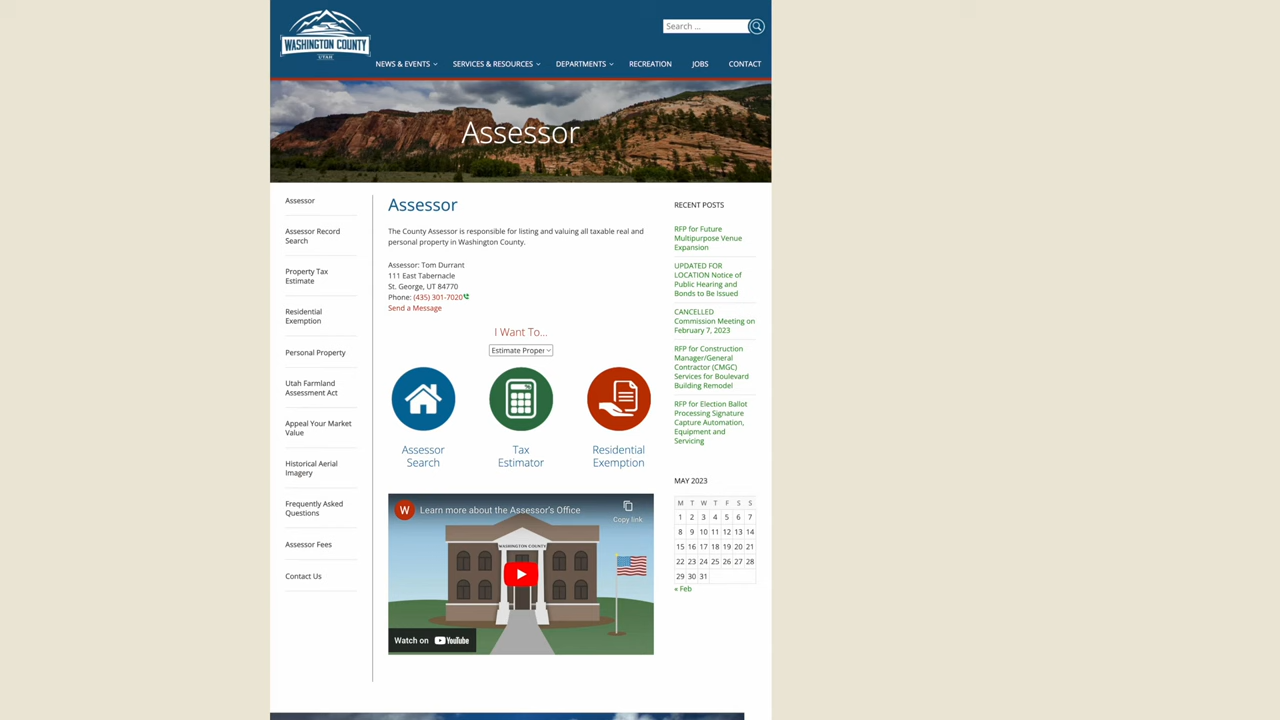 WASHINGTON COUNTY
UTAH
Search ...
NEWS & EVENTS
SERVICES & RESOURCES
DEPARTMENTS
RECREATION
JOBS
CONTACT
Assessor
Assessor
Assessor Record
Search
Property Tax
Estimate
Residential
Exemption
Personal Property
Utah Farmland
Assessment Act
Appeal Your Market
Value
Historical Aerial
Imagery
Frequently Asked
Questions
Assessor Fees
Contact Us
Assessor
The County Assessor is responsible for listing and valuing all taxable real and
personal property in Washington County.
Assessor: Tom Durrant
111 East Tabernacle
St. George, UT 84770
Phone: (435) 301-7020
Send a Message
I Want To...
Estimate Proper
Assessor
Search
Tax
Estimator
Residential
Exemption
W Learn more about the Assessor's Office
Copy link
WASHINGTON COUNTY
Watch on YouTube
RECENT POSTS
RFP for Future
Multipurpose Venue
Expansion
UPDATED FOR
LOCATION Notice of
Public Hearing and
Bonds to Be Issued
CANCELLED
Commission Meeting on
February 7, 2023
RFP for Construction
Manager/General
Contractor (CMGC)
Services for Boulevard
Building Remodel
RFP for Election Ballot
Processing Signature
Capture Automation,
Equipment and
Servicing
MAY 2023
M T W T F S S
1 2 3 4 5 6 7
8 9 10 11 12 13 14
15 16 17 18 19 20 21
22 23 24 25 26 27 28
29 30 31
« Feb